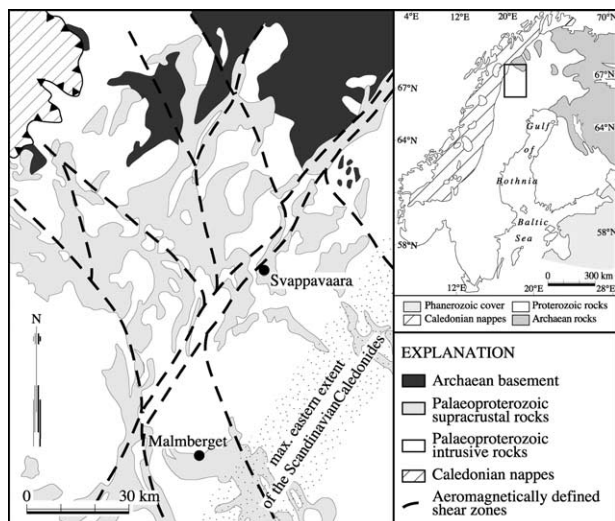 Svappavaara
N
max. eastern extent
of the Scandinavian Caledonides
Malmberget
0 30 km
4°E 12°E 20°E 28°E 70°N
67°N
67°N
64°N
64°N
Gulf
of
Bothnia
Baltic
Sea
58°N
58°N
0 300 km
12°E 20°E 28°E
Phanerozoic cover
Proterozoic rocks
Caledonian nappes
Archaean rocks
EXPLANATION
Archaean basement
Palaeoproterozoic
supracrustal rocks
Palaeoproterozoic
intrusive rocks
Caledonian nappes
Aeromagnetically defined
shear zones